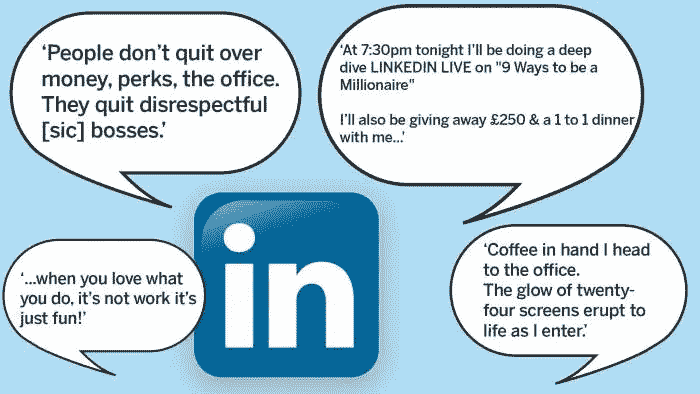 ‘People don’t quit over
money, perks, the office.
They quit disrespectful
[sic] bosses.’
‘At 7:30pm tonight I’ll be doing a deep
dive LINKEDIN LIVE on "9 Ways to be a
Millionaire"
I’ll also be giving away £250 & a 1 to 1 dinner
with me...’
‘...when you love what
you do, it’s not work it’s
just fun!’
in
‘Coffee in hand I head
to the office.
The glow of twenty-
four screens erupt to
life as I enter.’